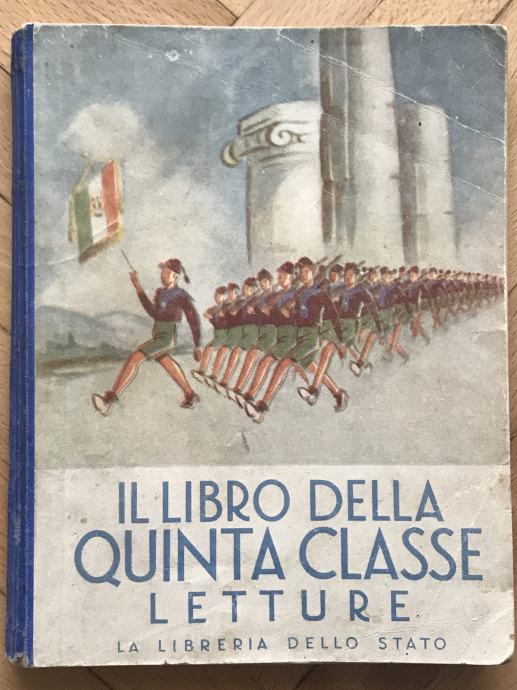 IL LIBRO DELLA
QUINTA CLASSE
LETTURE
LA LIBRERIA DELLO STATO